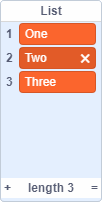 List
1 One
2 Two ×
3 Three
+ length 3 =